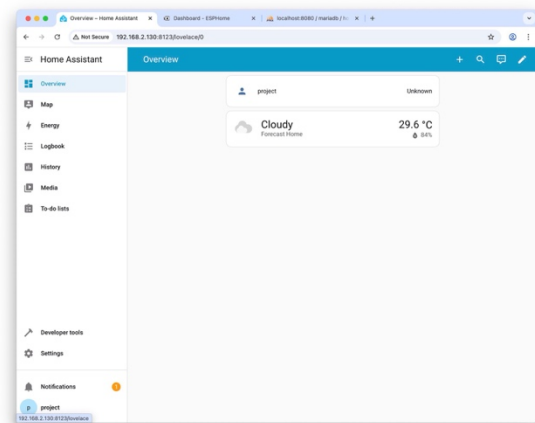 Overview – Home Assistant
Dashboard - ESPHome
localhost:8080 / mariadb / h
Not Secure 192.168.2.130:8123/lovelace/0
Home Assistant
Overview
Overview
project
Unknown
Map
Cloudy
29.6 °C
Forecast Home
84%
Energy
Logbook
History
Media
To-do lists
Developer tools
Settings
Notifications
p project
192.168.2.130:8123/lovelace